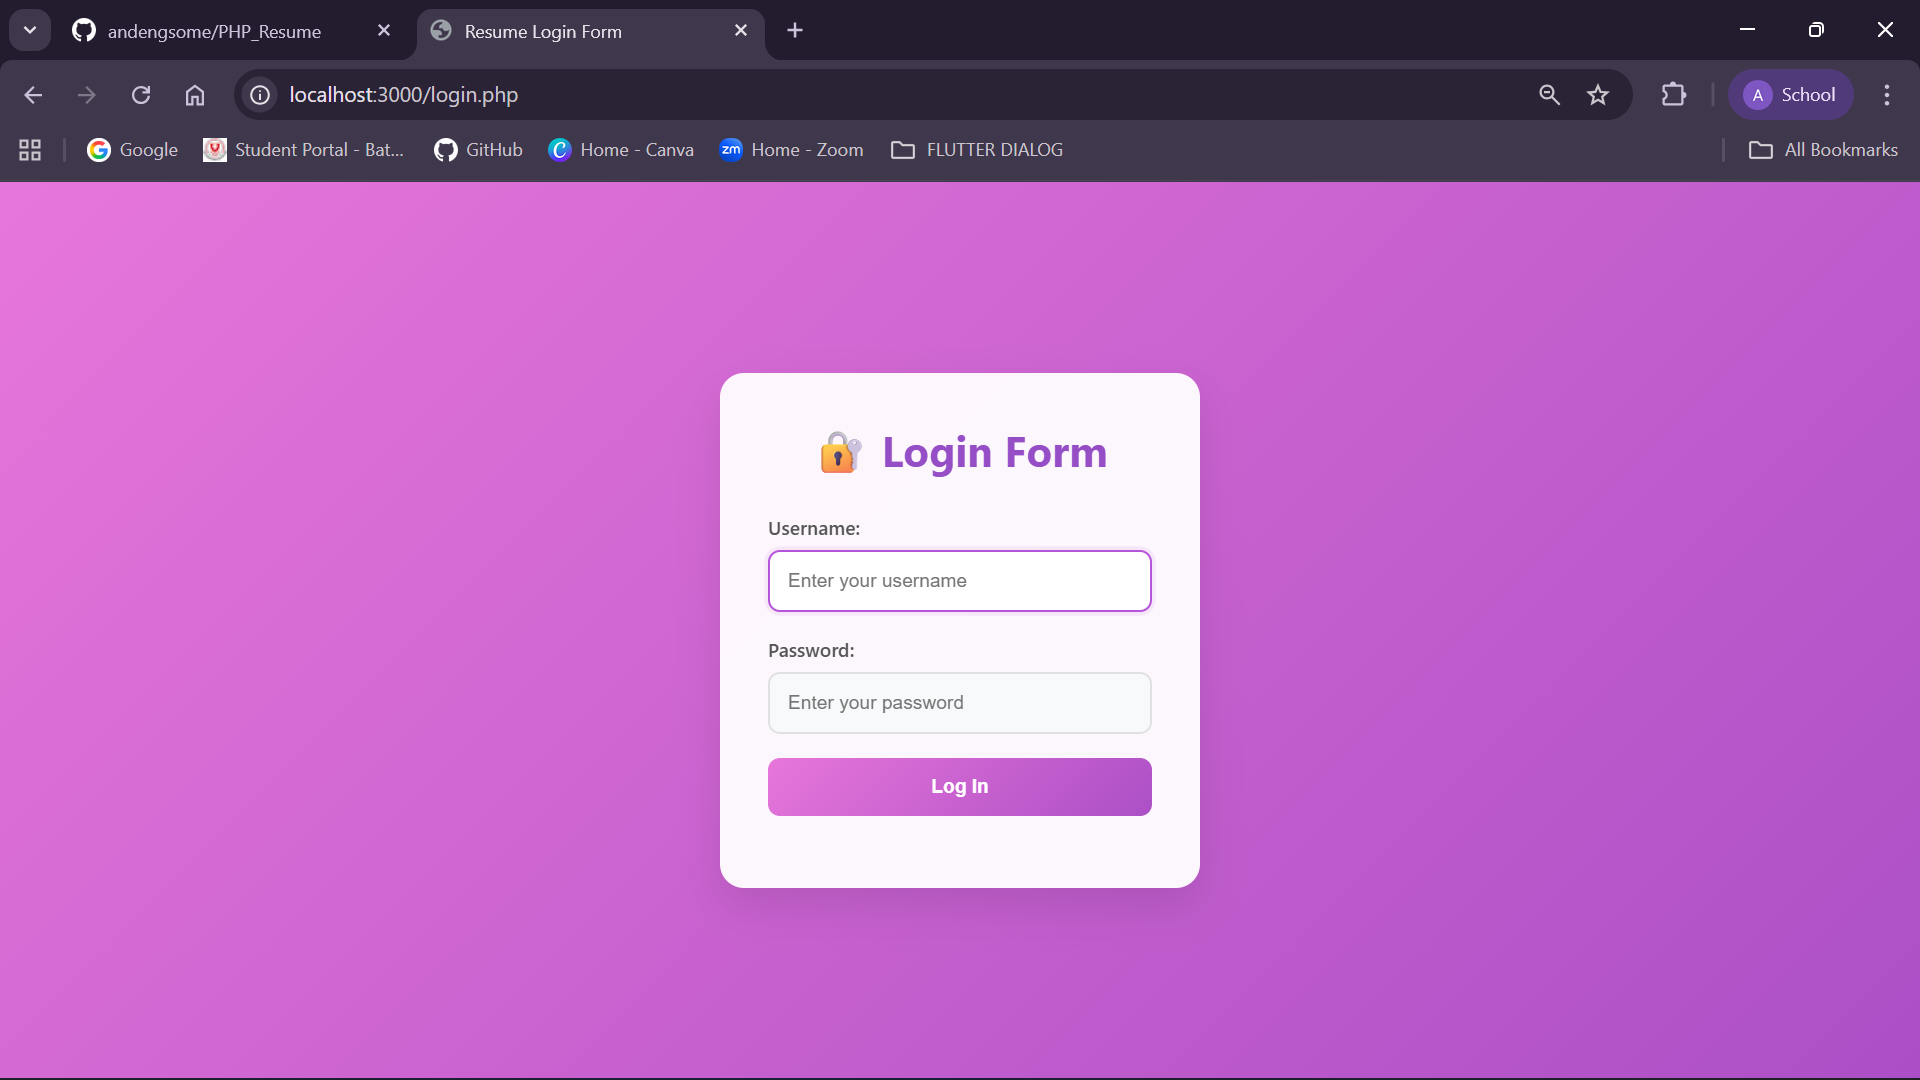 andengsome/PHP_Resume
Resume Login Form
localhost:3000/login.php
A School
Google
Student Portal - Bat...
GitHub
Home - Canva
zm Home - Zoom
FLUTTER DIALOG
All Bookmarks
Login Form
Username:
Enter your username
Password:
Enter your password
Log In